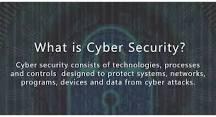 What is Cyber Security?
Cyber security consists of technologies, processes
and controls designed to protect systems, networks,
programs, devices and data from cyber attacks.